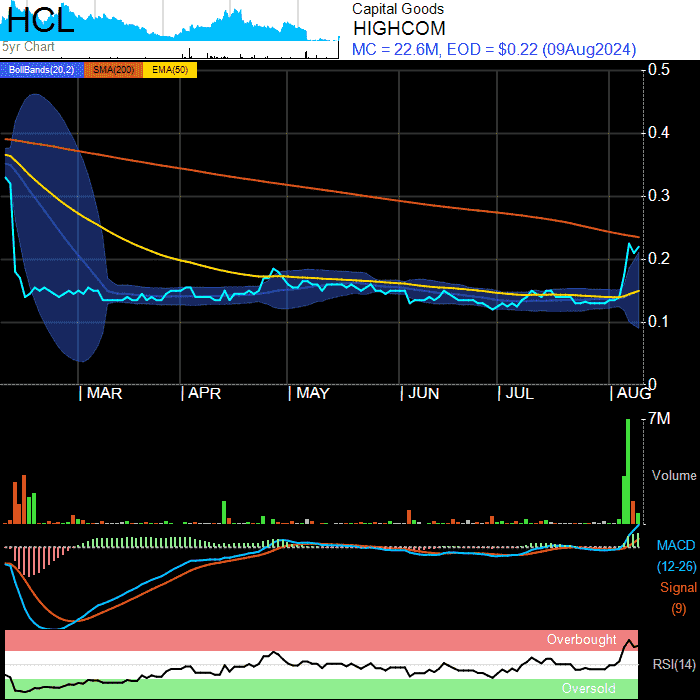 HCL
5yr Chart
Capital Goods
HIGHCOM
MC = 22.6M, EOD = $0.22 (09Aug2024)
BollBands(20,2) SMA(200) EMA(50)
0.5
0.4
0.3
0.2
0.1
0
| MAR | APR | MAY | JUN | JUL | AUG
7M
Volume
MACD
(12-26)
Signal
(9)
Overbought
RSI(14)
Oversold